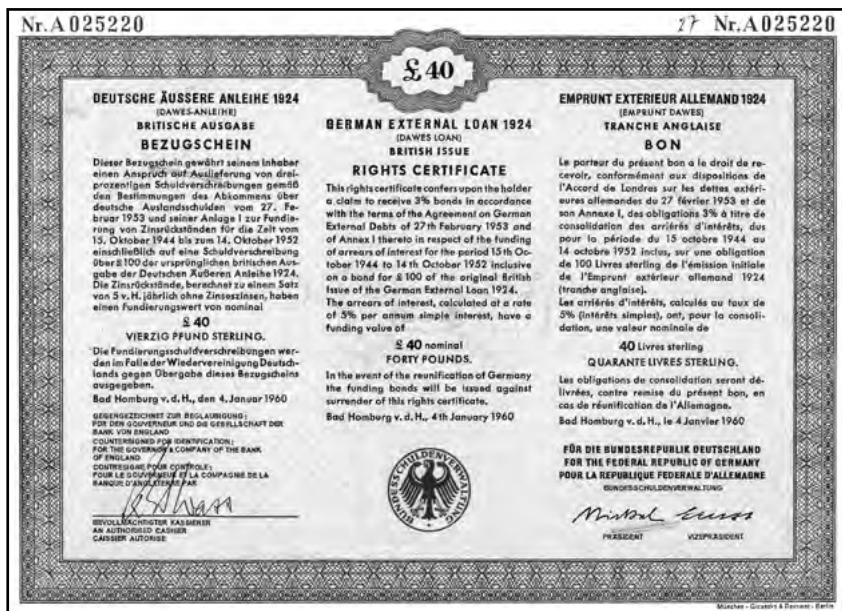 Nr. A 025220
27 Nr. A 025220
£ 40
DEUTSCHE ÄUSSERE ANLEIHE 1924
(DAWES-ANLEIHE)
BRITISCHE AUSGABE
BEZUGSCHEIN
Dieser Bezugschein gewährt seinem Inhaber
einen Anspruch auf Auslieferung von drei-
prozentigen Schuldverschreibungen gemäß
den Bestimmungen des Abkommens über
deutsche Auslandsschulden vom 27. Fe-
bruar 1953 und seiner Anlage I zur Fundie-
rung von Zinsrückständen für die Zeit vom
15. Oktober 1944 bis zum 14. Oktober 1952
einschließlich auf eine Schuldverschreibung
über £ 100 der ursprünglichen britischen Aus-
gabe der Deutschen Äußeren Anleihe 1924.
Die Zinsrückstände, berechnet zu einem Satz
von 5 v. H. jährlich ohne Zinseszinsen, haben
einen Fundierungswert von nominal
£ 40
VIERZIG PFUND STERLING.
Die Fundierungsschuldverschreibungen wer-
den im Falle der Wiedervereinigung Deutsch-
lands gegen Übergabe dieses Bezugscheins
ausgegeben.
Bad Homburg v. d. H., den 4. Januar 1960
GEGENGEZEICHNET ZUR BEGLAUBIGUNG:
FÜR DEN GOUVERNEUR UND DIE GESELLSCHAFT DER
BANK VON ENGLAND
COUNTERSIGNED FOR IDENTIFICATION:
FOR THE GOVERNOR & COMPANY OF THE BANK
OF ENGLAND
CONTRESIGNÉ POUR CONTRÔLE:
POUR LE GOUVERNEUR ET LA COMPAGNIE DE LA
BANQUE D'ANGLETERRE PAR
BEVOLLMÄCHTIGTER KASSIERER
AN AUTHORISED CASHIER
CAISSIER AUTORISE
GERMAN EXTERNAL LOAN 1924
(DAWES LOAN)
BRITISH ISSUE
RIGHTS CERTIFICATE
This rights certificate confers upon the holder
a claim to receive 3% bonds in accordance
with the terms of the Agreement on German
External Debts of 27th February 1953 and
of Annex I thereto in respect of the funding
of arrears of interest for the period 15th Oc-
tober 1944 to 14th October 1952 inclusive
on a bond for £ 100 of the original British
Issue of the German External Loan 1924.
The arrears of interest, calculated at a rate
of 5% per annum simple interest, have a
funding value of
£ 40 nominal
FORTY POUNDS.
In the event of the reunification of Germany
the funding bonds will be issued against
surrender of this rights certificate.
Bad Homburg v. d. H., 4th January 1960
BUNDESSCHULDENVERWALTUNG
EMPRUNT EXTERIEUR ALLEMAND 1924
(EMPRUNT DAWES)
TRANCHE ANGLAISE
BON
Le porteur du présent bon a le droit de re-
cevoir, conformément aux dispositions de
l'Accord de Londres sur les dettes extéri-
eures allemandes du 27 février 1953 et de
son Annexe I, des obligations 3% à titre de
consolidation des arriérés d'intérêts, dus
pour la période du 15 octobre 1944 au
14 octobre 1952 inclus, sur une obligation
de 100 Livres sterling de l'émission initiale
de l'Emprunt extérieur allemand 1924
(tranche anglaise).
Les arriérés d'intérêts, calculés au taux de
5% (intérêts simples), ont, pour la consoli-
dation, une valeur nominale de
40 Livres sterling
QUARANTE LIVRES STERLING.
Les obligations de consolidation seront dé-
livrées, contre remise du présent bon, en
cas de réunification de l'Allemagne.
Bad Homburg v. d. H., le 4 Janvier 1960
FÜR DIE BUNDESREPUBLIK DEUTSCHLAND
FOR THE FEDERAL REPUBLIC OF GERMANY
POUR LA REPUBLIQUE FEDERALE D'ALLEMAGNE
BUNDESSCHULDENVERWALTUNG
PRÄSIDENT VIZEPRÄSIDENT
München - Giesecke & Devrient - Berlin